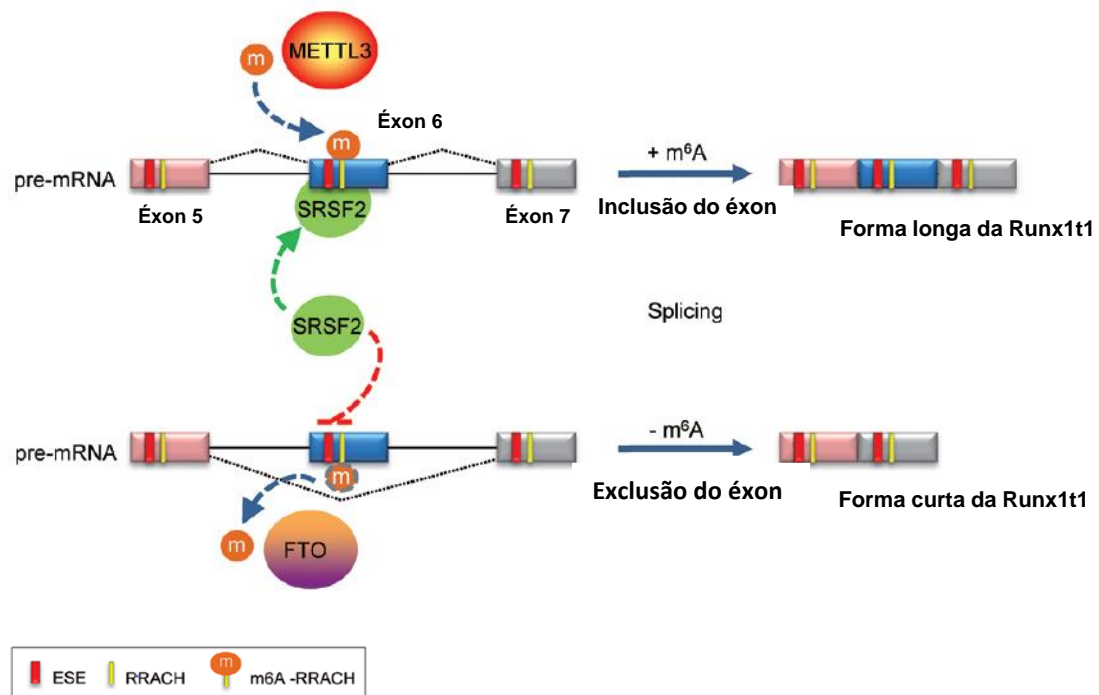 m
METTL3
Éxon 6
m
pre-mRNA
+ m⁶A
Éxon 5
SRSF2
Éxon 7
Inclusão do éxon
Forma longa da Runx1t1
SRSF2
Splicing
pre-mRNA
- m⁶A
m
Exclusão do éxon
Forma curta da Runx1t1
m
FTO
m
ESE
RRACH
m6A -RRACH